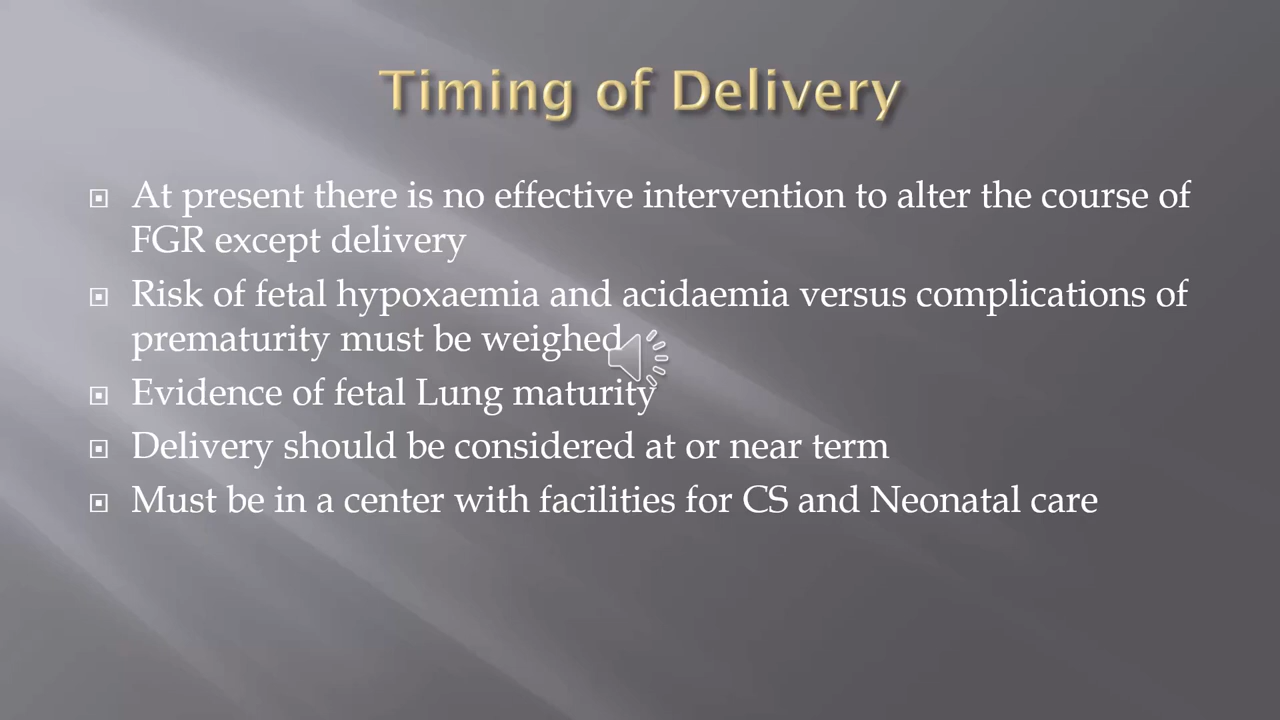 Timing of Delivery
At present there is no effective intervention to alter the course of
FGR except delivery
Risk of fetal hypoxaemia and acidaemia versus complications of
prematurity must be weighed
Evidence of fetal Lung maturity
Delivery should be considered at or near term
Must be in a center with facilities for CS and Neonatal care